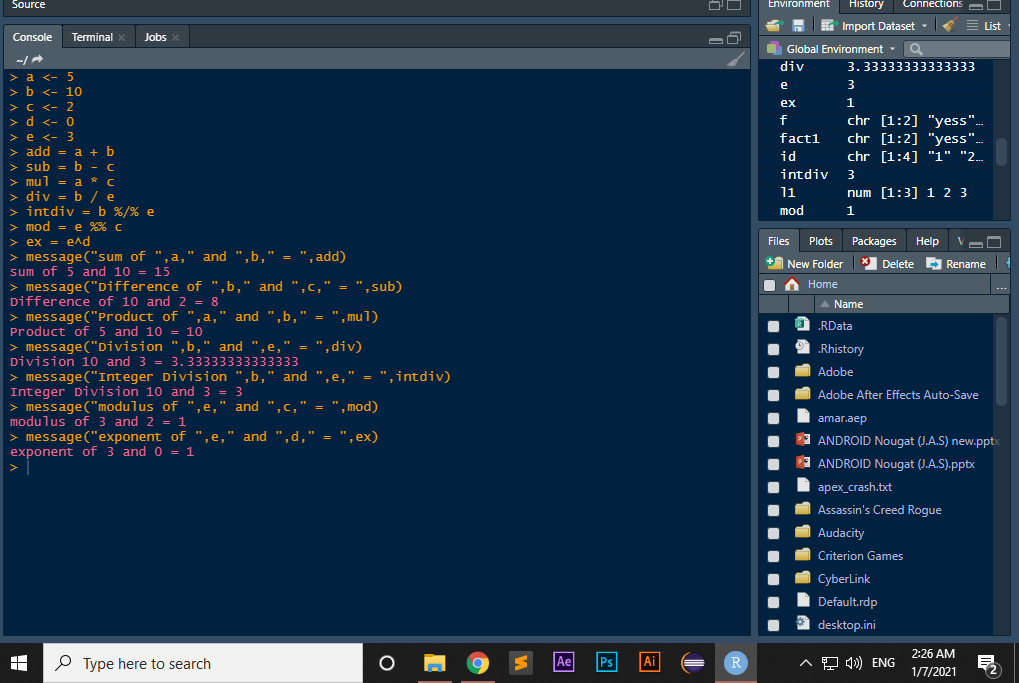 Source
Console
Terminal
Jobs
~/
> a <- 5
> b <- 10
> c <- 2
> d <- 0
> e <- 3
> add = a + b
> sub = b - c
> mul = a * c
> div = b / e
> intdiv = b %/% e
> mod = e %% c
> ex = e^d
> message("sum of ",a," and ",b," = ",add)
sum of 5 and 10 = 15
> message("Difference of ",b," and ",c," = ",sub)
Difference of 10 and 2 = 8
> message("Product of ",a," and ",b," = ",mul)
Product of 5 and 10 = 10
> message("Division ",b," and ",e," = ",div)
Division 10 and 3 = 3.33333333333333
> message("Integer Division ",b," and ",e," = ",intdiv)
Integer Division 10 and 3 = 3
> message("modulus of ",e," and ",c," = ",mod)
modulus of 3 and 2 = 1
> message("exponent of ",e," and ",d," = ",ex)
exponent of 3 and 0 = 1
>
Environment History Connections
Import Dataset List
Global Environment
div 3.33333333333333
e 3
ex 1
f chr [1:2] "yess"…
fact1 chr [1:2] "yess"…
id chr [1:4] "1" "2…
intdiv 3
l1 num [1:3] 1 2 3
mod 1
Files Plots Packages Help V
New Folder Delete Rename
Home ...
Name
.RData
.Rhistory
Adobe
Adobe After Effects Auto-Save
amar.aep
ANDROID Nougat (J.A.S) new.pptx
ANDROID Nougat (J.A.S).pptx
apex_crash.txt
Assassin's Creed Rogue
Audacity
Criterion Games
CyberLink
Default.rdp
desktop.ini
Type here to search
Ae
Ps
Ai
R
ENG
2:26 AM
1/7/2021
2